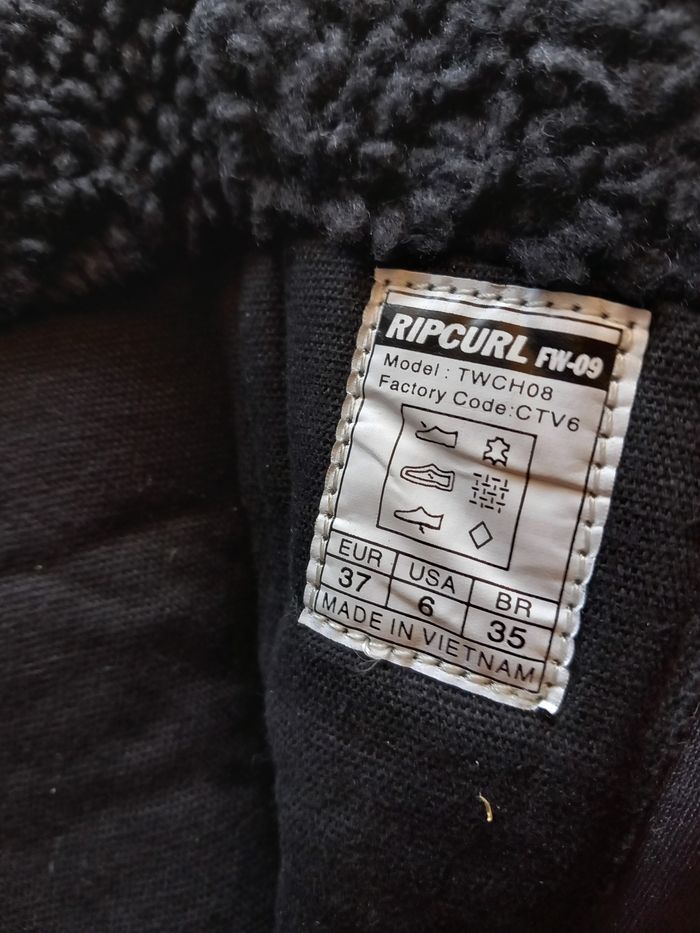 RIPCURL FW-09
Model : TWCH08
Factory Code:CTV6
EUR USA BR
37 6 35
MADE IN VIETNAM